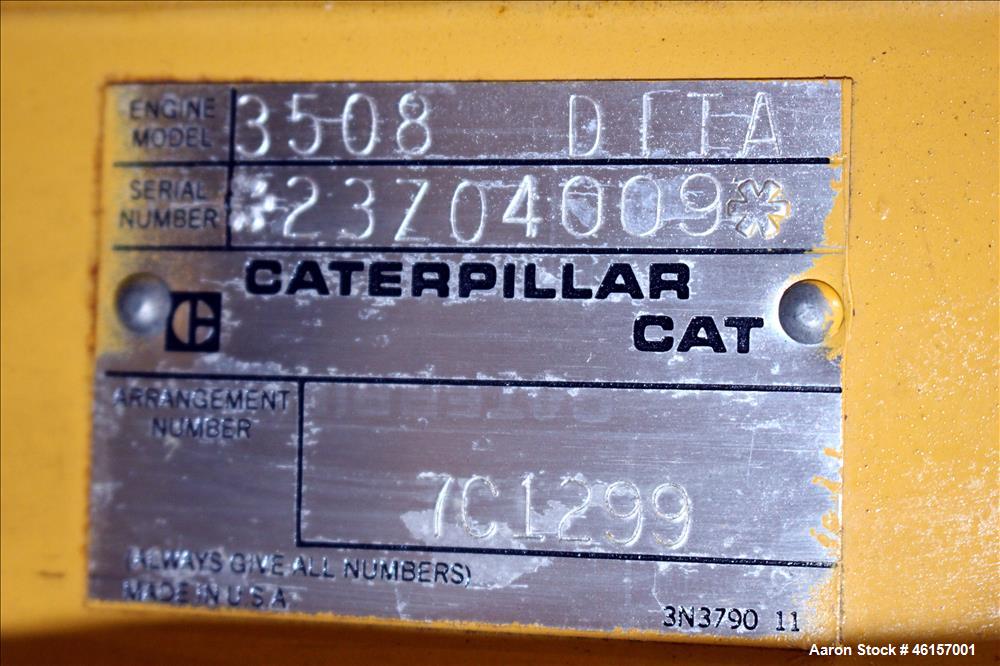 ENGINE MODEL 3508 DITA
SERIAL NUMBER *23Z04009*
CATERPILLAR
C CAT
ARRANGEMENT NUMBER
7C1299
(ALWAYS GIVE ALL NUMBERS)
MADE IN U.S.A.
3N3790 11
Aaron Stock # 46157001